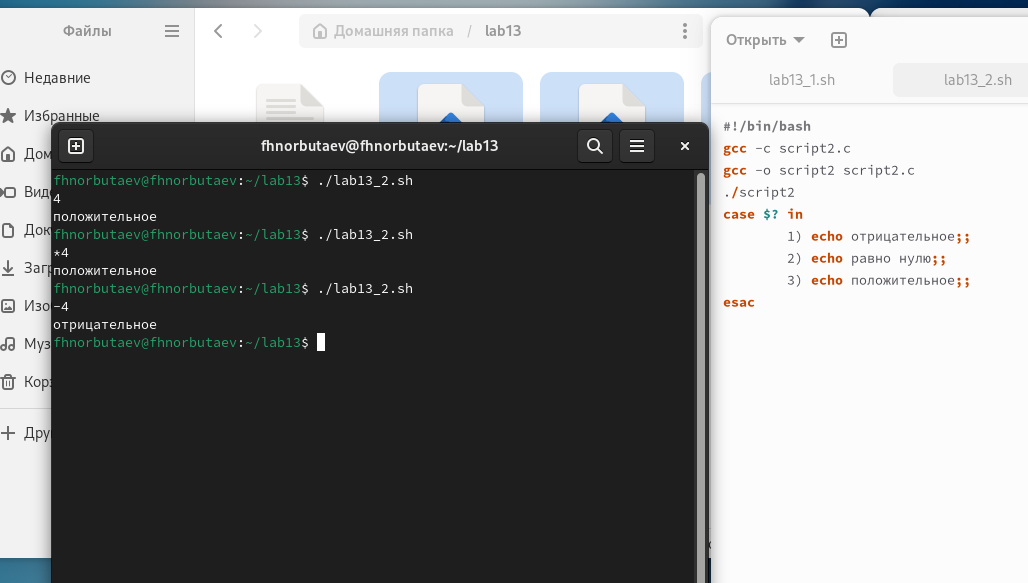 Файлы
Домашняя папка / lab13
Недавние
Избранные
Дом
Вид
Док
Загр
Изо
Муз
Корз
Дру
fhnorbutaev@fhnorbutaev:~/lab13
fhnorbutaev@fhnorbutaev:~/lab13$ ./lab13_2.sh
4
положительное
fhnorbutaev@fhnorbutaev:~/lab13$ ./lab13_2.sh
*4
положительное
fhnorbutaev@fhnorbutaev:~/lab13$ ./lab13_2.sh
-4
отрицательное
fhnorbutaev@fhnorbutaev:~/lab13$
Открыть
lab13_1.sh lab13_2.sh
#!/bin/bash
gcc -c script2.c
gcc -o script2 script2.c
./script2
case $? in
1) echo отрицательное;;
2) echo равно нулю;;
3) echo положительное;;
esac